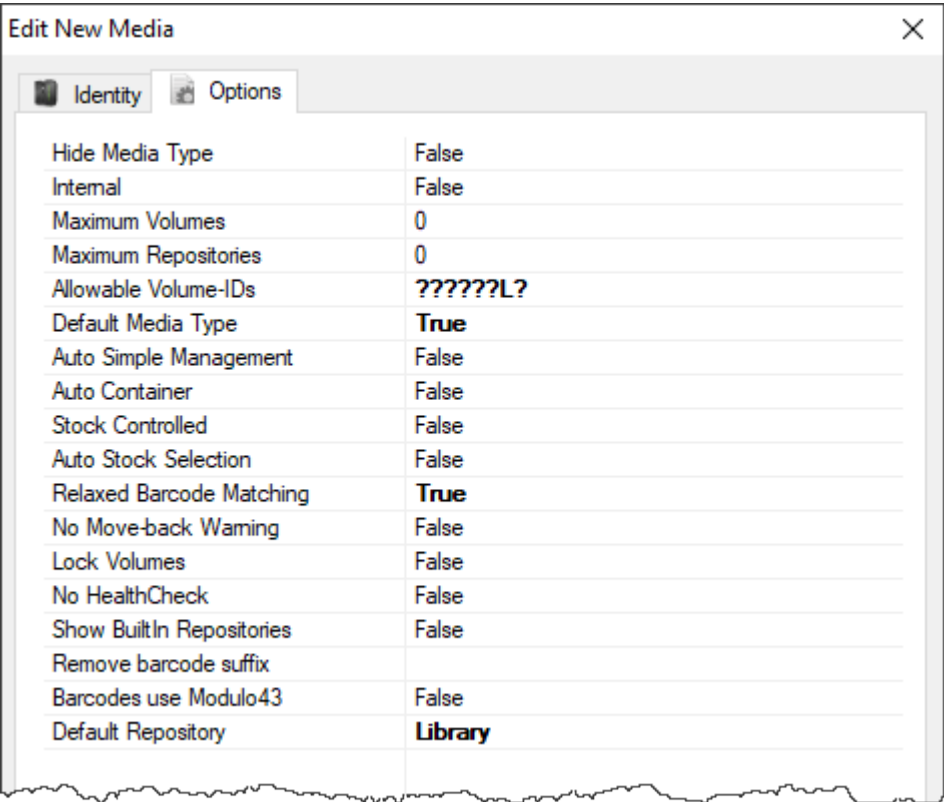 Edit New Media
Identity Options
Hide Media Type False
Internal False
Maximum Volumes 0
Maximum Repositories 0
Allowable Volume-IDs ??????L?
Default Media Type True
Auto Simple Management False
Auto Container False
Stock Controlled False
Auto Stock Selection False
Relaxed Barcode Matching True
No Move-back Warning False
Lock Volumes False
No HealthCheck False
Show BuiltIn Repositories False
Remove barcode suffix
Barcodes use Modulo43 False
Default Repository Library